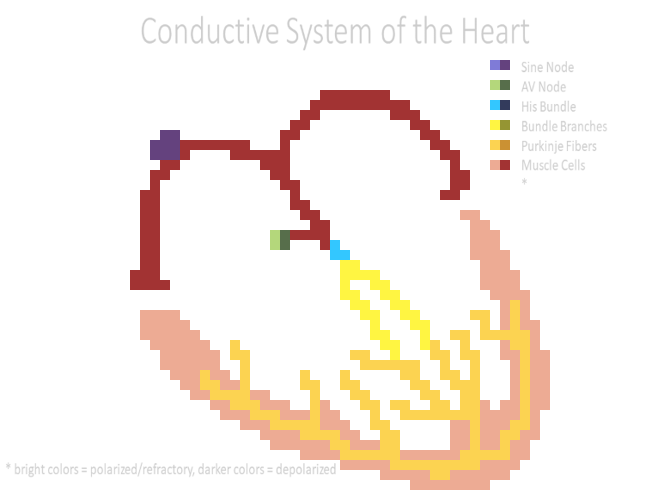 Conductive System of the Heart
Sine Node
AV Node
His Bundle
Bundle Branches
Purkinje Fibers
Muscle Cells
*
* bright colors = polarized/refractory, darker colors = depolarized